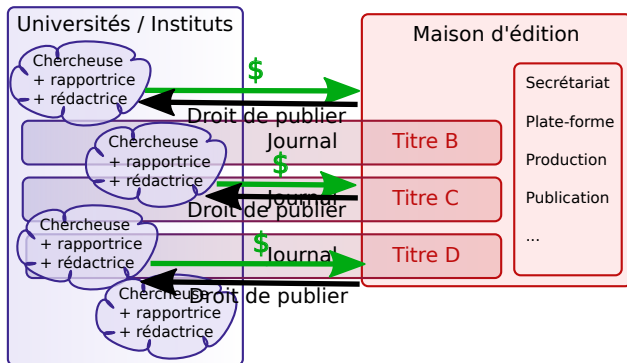 Universités / Instituts
Maison d'édition
Chercheuse
+ rapportrice
+ rédactrice
$
Droit de publier
Secrétariat
Plate-forme
Production
Publication
...
Journal
Titre B
Chercheuse
+ rapportrice
+ rédactrice
$
Journal
Droit de publier
Titre C
Chercheuse
+ rapportrice
+ rédactrice
$
Journal
Titre D
Droit de publier
Chercheuse
+ rapportrice
+ rédactrice